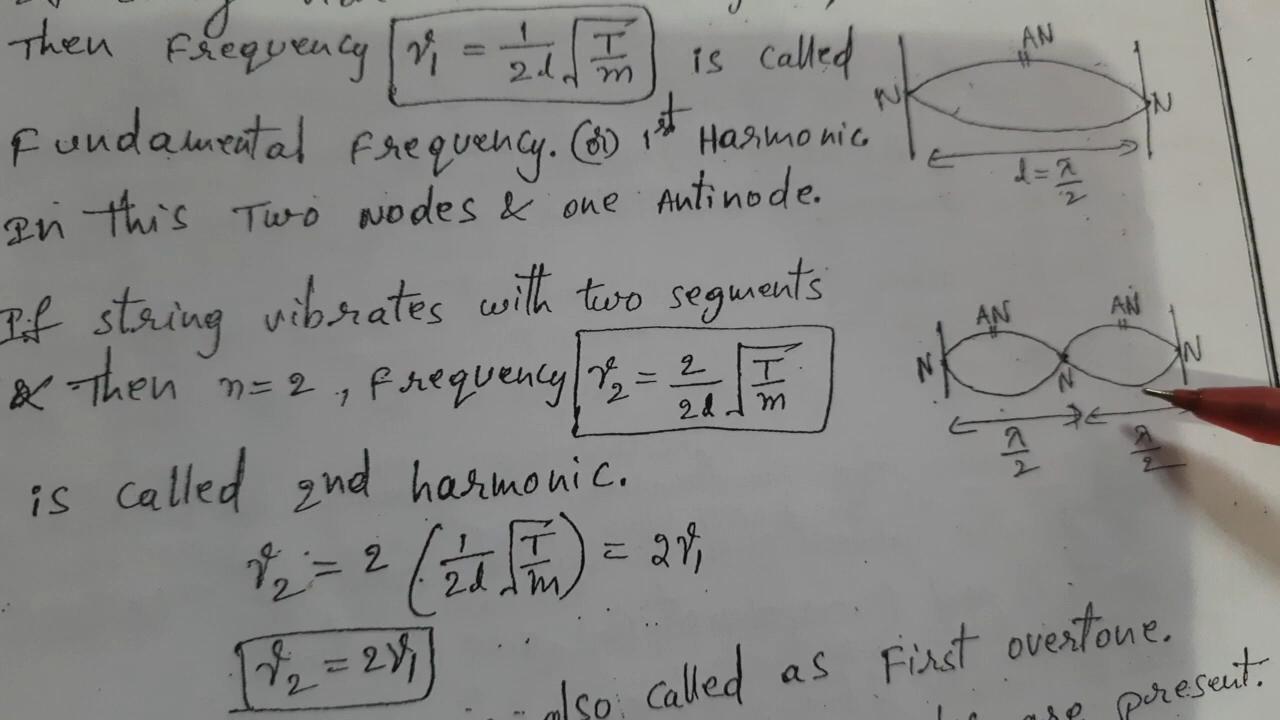 Then Frequency ν₁ = 1/2l √T/m is called
Fundamental Frequency. (or) 1st Harmonic.
In this Two Nodes & one Antinode.
If string vibrates with two segments
& Then n = 2, Frequency ν₂ = 2/2l √T/m
is called 2nd harmonic.
ν₂ = 2 (1/2l √T/m) = 2ν₁
ν₂ = 2ν₁
also called as First overtone.
are present.
AN
N N
l = λ/2
AN AN
N N N
λ/2 λ/2